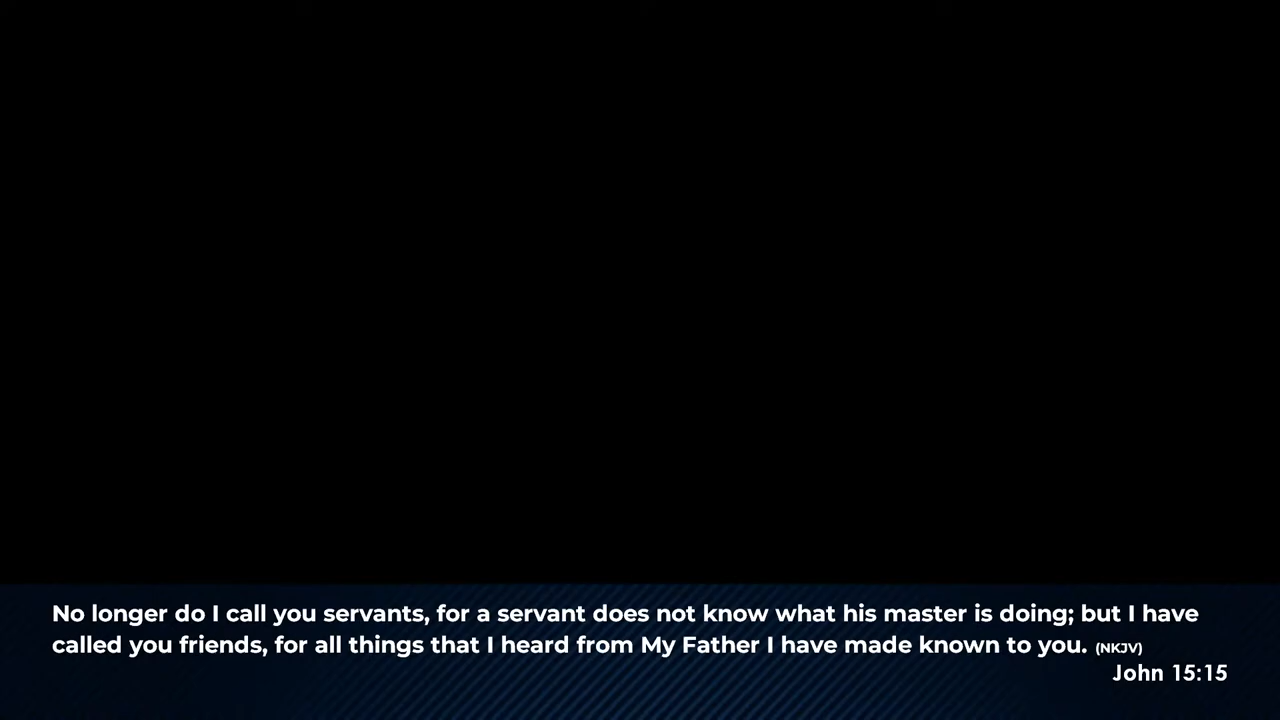 No longer do I call you servants, for a servant does not know what his master is doing; but I have
called you friends, for all things that I heard from My Father I have made known to you. (NKJV)
John 15:15